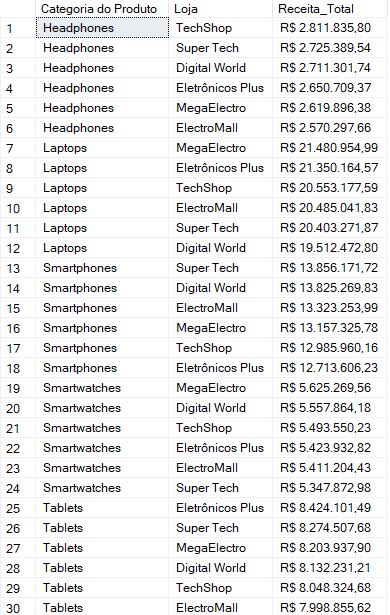 Categoria do Produto Loja Receita_Total
1 Headphones TechShop R$ 2.811.835,80
2 Headphones Super Tech R$ 2.725.389,54
3 Headphones Digital World R$ 2.711.301,74
4 Headphones Eletrônicos Plus R$ 2.650.709,37
5 Headphones MegaElectro R$ 2.619.896,38
6 Headphones ElectroMall R$ 2.570.297,66
7 Laptops MegaElectro R$ 21.480.954,99
8 Laptops Eletrônicos Plus R$ 21.350.164,57
9 Laptops TechShop R$ 20.553.177,59
10 Laptops ElectroMall R$ 20.485.041,83
11 Laptops Super Tech R$ 20.403.271,87
12 Laptops Digital World R$ 19.512.472,80
13 Smartphones Super Tech R$ 13.856.171,72
14 Smartphones Digital World R$ 13.825.269,83
15 Smartphones ElectroMall R$ 13.323.253,99
16 Smartphones MegaElectro R$ 13.157.325,78
17 Smartphones TechShop R$ 12.985.960,16
18 Smartphones Eletrônicos Plus R$ 12.713.606,23
19 Smartwatches MegaElectro R$ 5.625.269,56
20 Smartwatches Digital World R$ 5.557.864,18
21 Smartwatches TechShop R$ 5.493.550,23
22 Smartwatches Eletrônicos Plus R$ 5.423.932,82
23 Smartwatches ElectroMall R$ 5.411.204,43
24 Smartwatches Super Tech R$ 5.347.872,98
25 Tablets Eletrônicos Plus R$ 8.424.101,49
26 Tablets Super Tech R$ 8.274.507,68
27 Tablets MegaElectro R$ 8.203.937,90
28 Tablets Digital World R$ 8.132.231,21
29 Tablets TechShop R$ 8.048.324,68
30 Tablets ElectroMall R$ 7.998.855,62